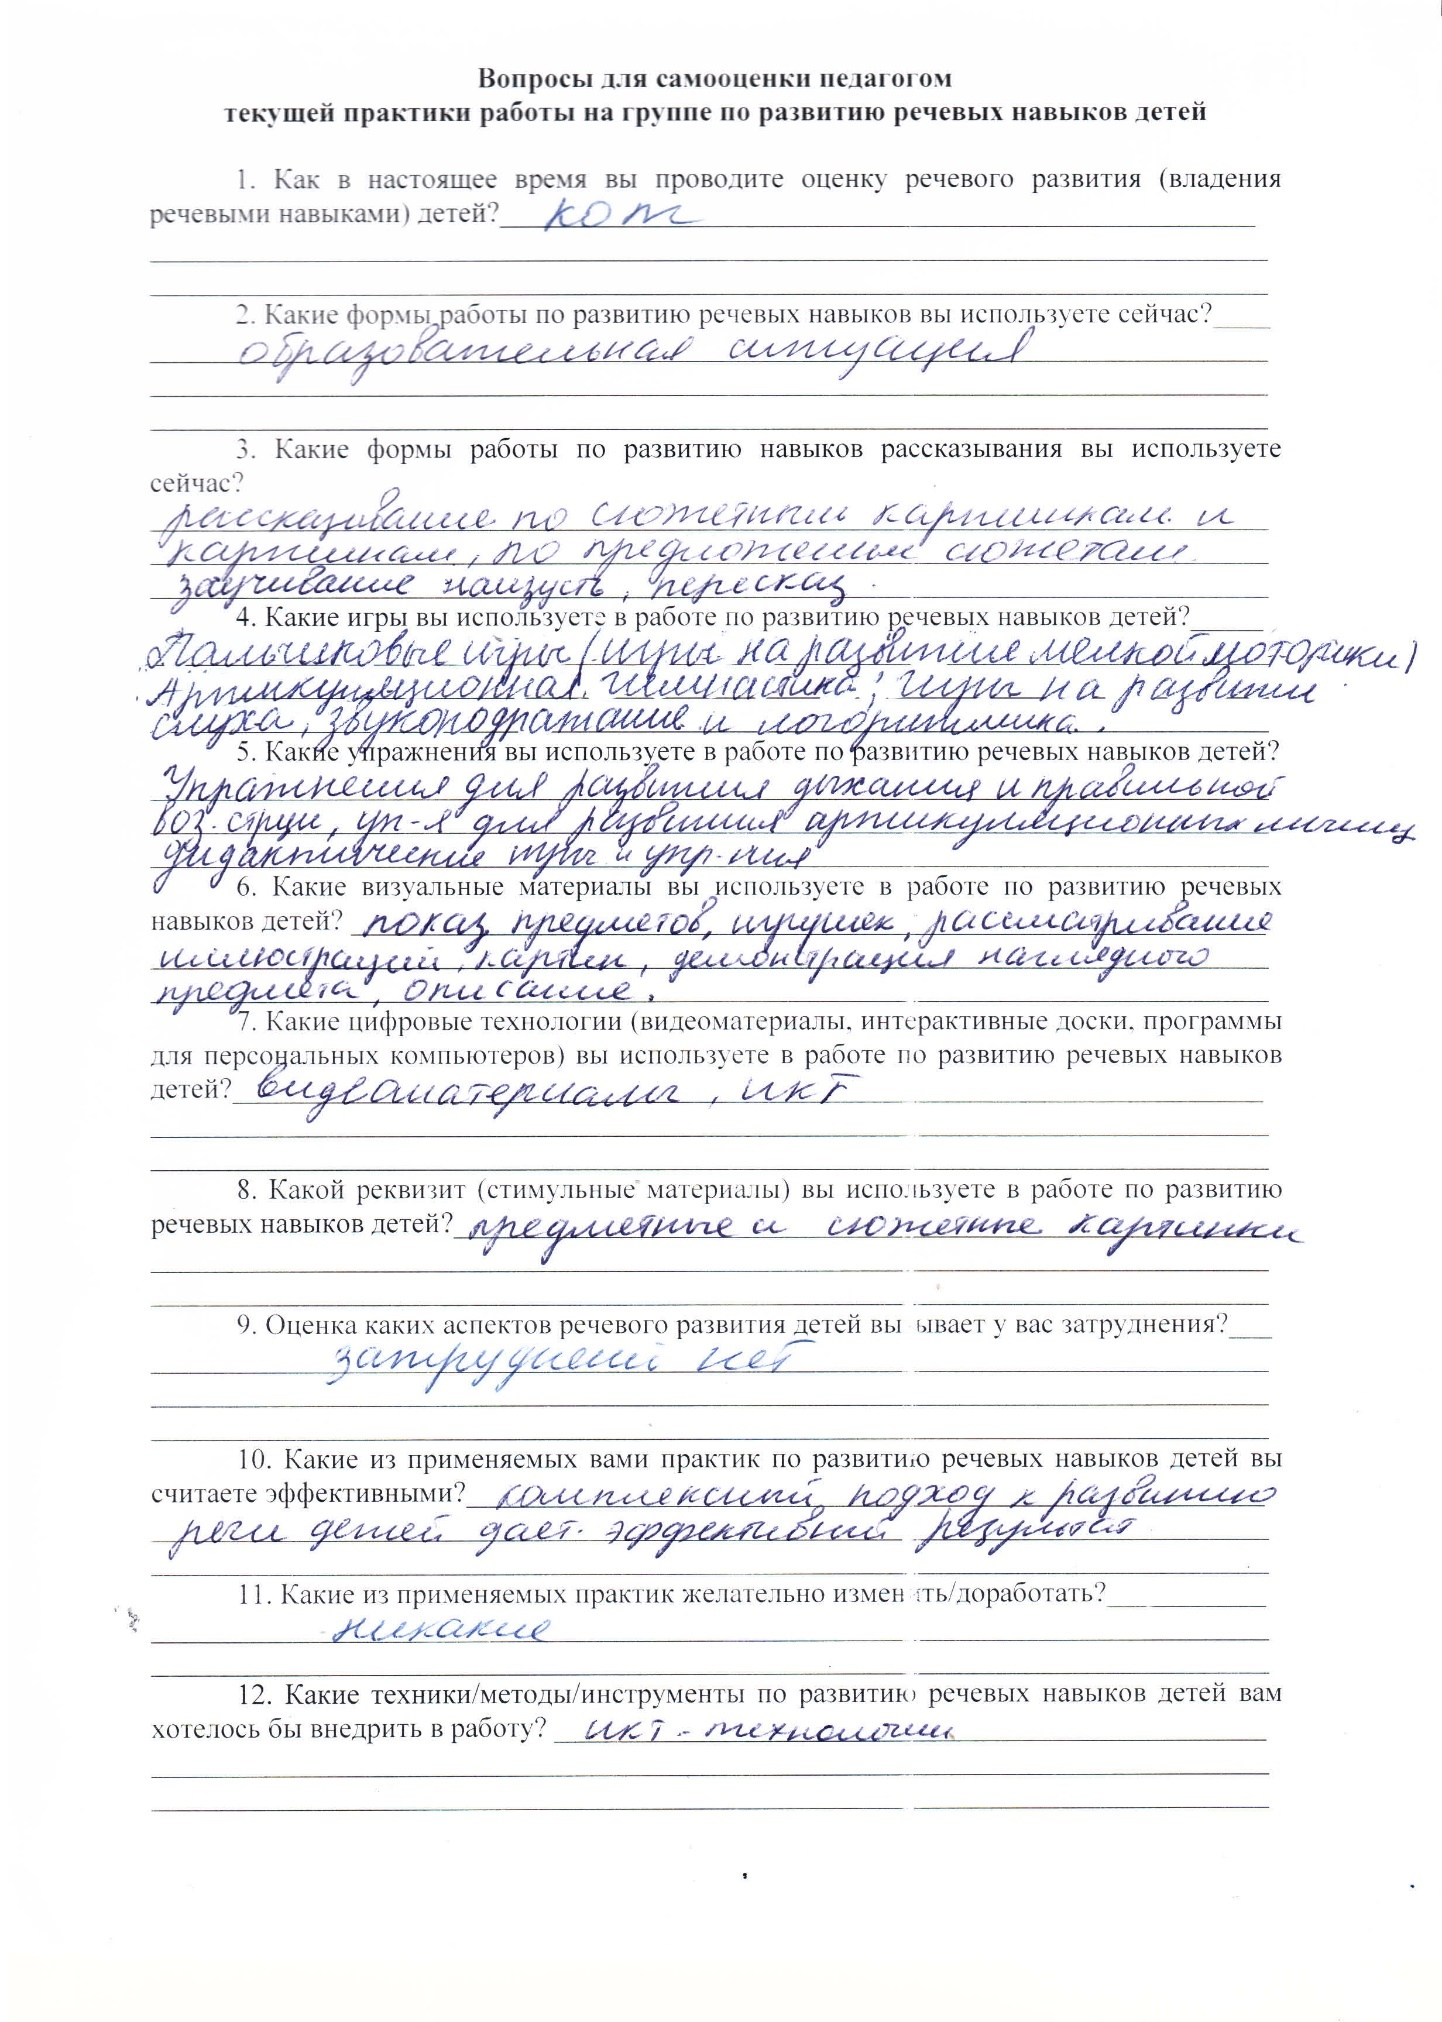 Вопросы для самооценки педагогом
текущей практики работы на группе по развитию речевых навыков детей
1. Как в настоящее время вы проводите оценку речевого развития (владения
речевыми навыками) детей? КОТ
2. Какие формы работы по развитию речевых навыков вы используете сейчас?
образовательная ситуация
3. Какие формы работы по развитию навыков рассказывания вы используете
сейчас?
рассказывание по сюжетным картинкам и
картинам, по предложенным сюжетам
заучивание наизусть, пересказ.
4. Какие игры вы используете в работе по развитию речевых навыков детей?
Пальчиковые игры (игры на развитие мелкой моторики)
Артикуляционная гимнастика; Игры на развитие
слуха, звукоподражание и логоритмика.
5. Какие упражнения вы используете в работе по развитию речевых навыков детей?
Упражнения для развития дыхания и правильной
воз. струи, уп-я для развития артикуляционных мышц
дидактические игры и упр-ния
6. Какие визуальные материалы вы используете в работе по развитию речевых
навыков детей? показ предметов, игрушек, рассматривание
иллюстраций, картин, демонстрация наглядного
предмета, описание.
7. Какие цифровые технологии (видеоматериалы, интерактивные доски, программы
для персональных компьютеров) вы используете в работе по развитию речевых навыков
детей? видеоматериалы, ИКТ
8. Какой реквизит (стимульные материалы) вы используете в работе по развитию
речевых навыков детей? предметные и сюжетные картинки
9. Оценка каких аспектов речевого развития детей вы ывает у вас затруднения?
затруднений нет
10. Какие из применяемых вами практик по развитию речевых навыков детей вы
считаете эффективными? комплексный подход к развитию
речи детей дает эффективный результат
11. Какие из применяемых практик желательно изменить/доработать?
никакие
12. Какие техники/методы/инструменты по развитию речевых навыков детей вам
хотелось бы внедрить в работу? ИКТ - технологии